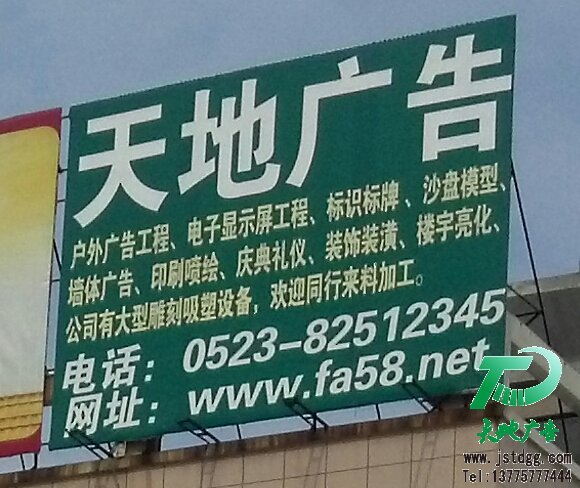 天地广告
户外广告工程、电子显示屏工程、标识标牌、沙盘模型、
墙体广告、印刷喷绘、庆典礼仪、装饰装潢、楼宇亮化、
公司有大型雕刻吸塑设备，欢迎同行来料加工。
电话：0523-82512345
网址：www.fa58.net
天地广告
www.jstdgg.com
Tel:13775777444